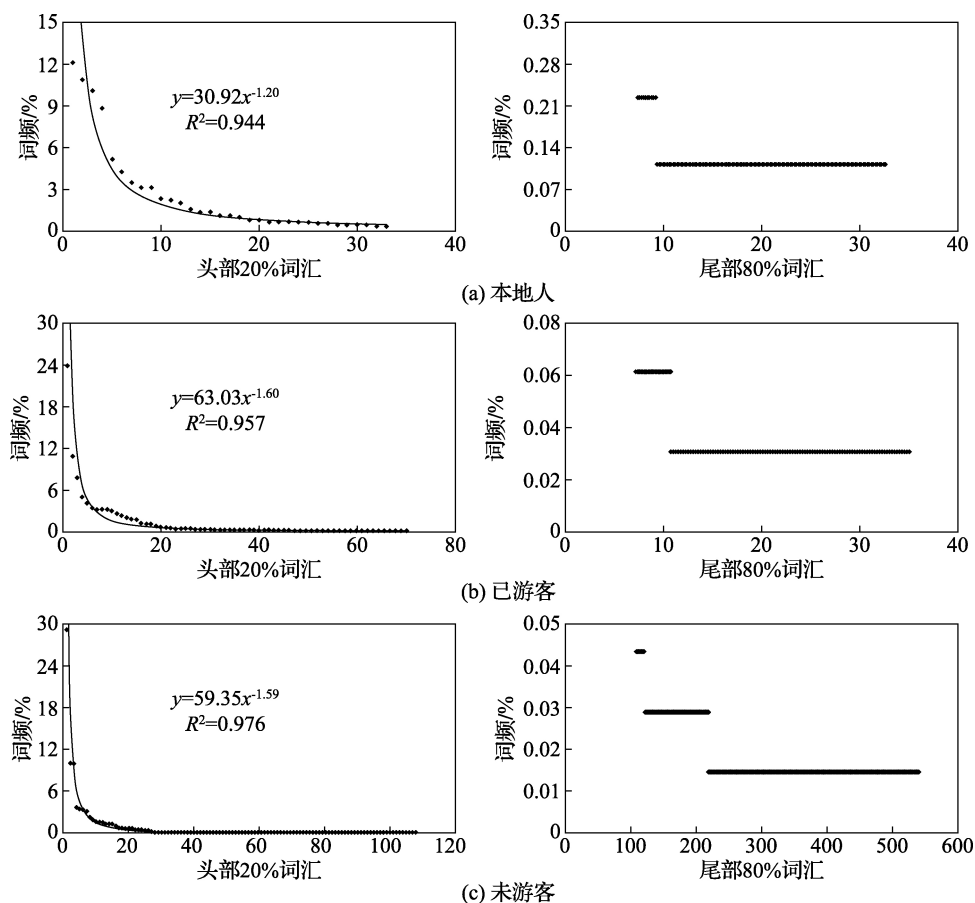 15
12
9
6
3
0
词频/%
y=30.92x^-1.20
R²=0.944
0 10 20 30 40
头部20%词汇
0.35
0.28
0.21
0.14
0.07
0
词频/%
0 10 20 30 40
尾部80%词汇
(a) 本地人
30
24
18
12
6
0
词频/%
y=63.03x^-1.60
R²=0.957
0 20 40 60 80
头部20%词汇
0.08
0.06
0.04
0.02
0
词频/%
0 10 20 30 40
尾部80%词汇
(b) 已游客
30
24
18
12
6
0
词频/%
y=59.35x^-1.59
R²=0.976
0 20 40 60 80 100 120
头部20%词汇
0.05
0.04
0.03
0.02
0.01
0
词频/%
0 100 200 300 400 500 600
尾部80%词汇
(c) 未游客